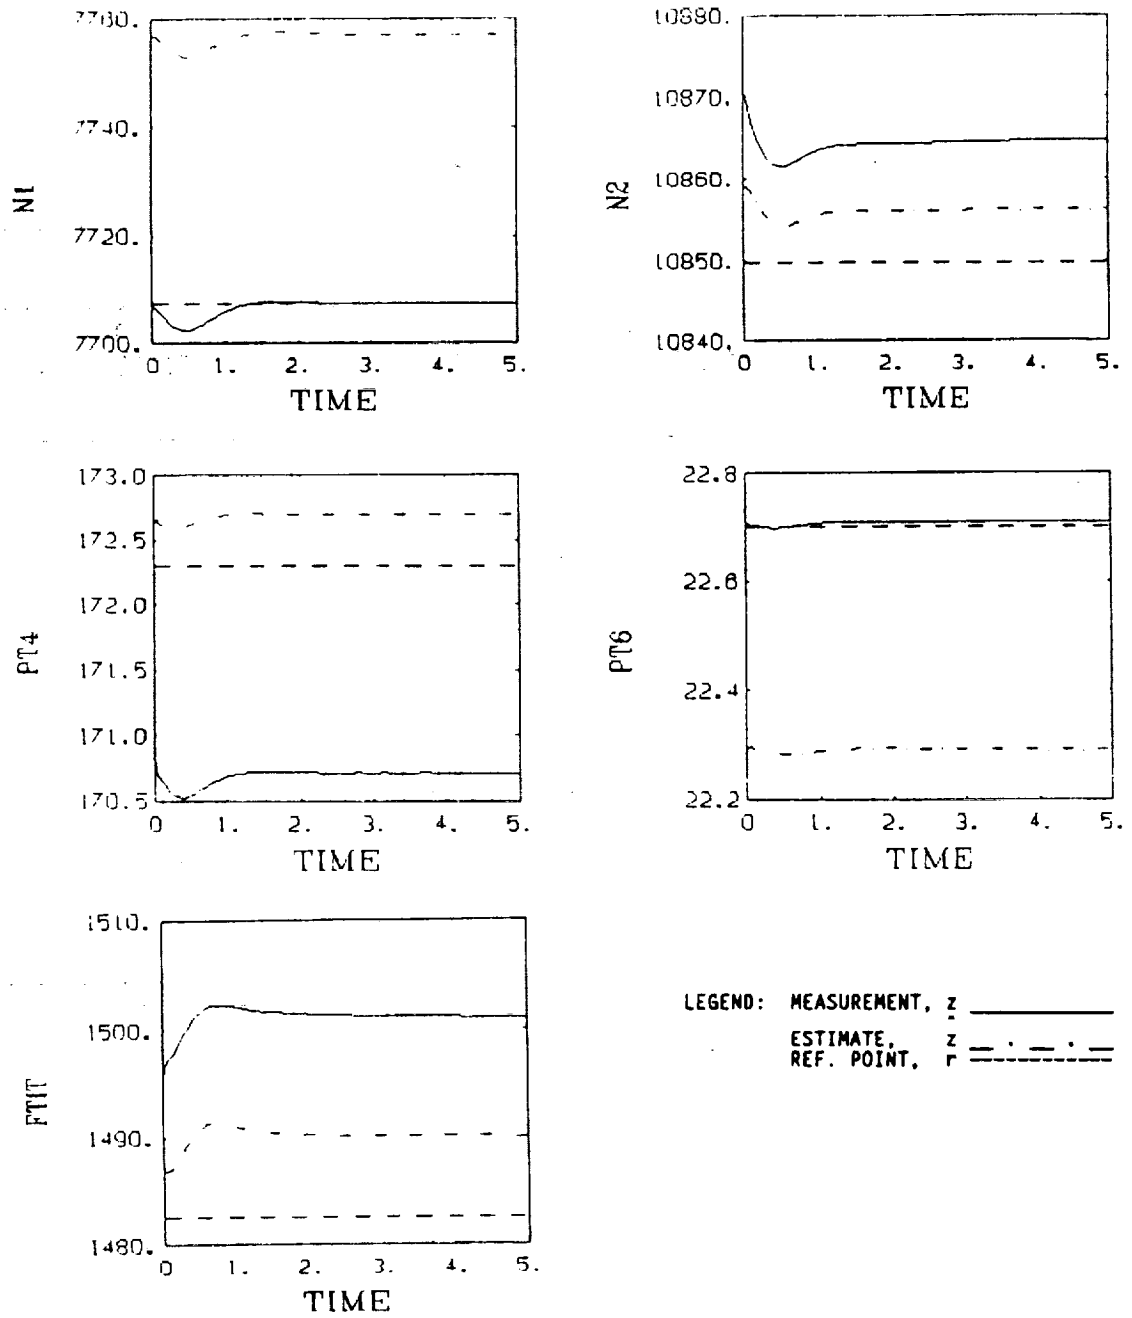 7760.
7740.
7720.
7700.
N1
0 1. 2. 3. 4. 5.
TIME
10880.
10870.
10860.
10850.
10840.
N2
0 1. 2. 3. 4. 5.
TIME
173.0
172.5
172.0
171.5
171.0
170.5
PT4
0 1. 2. 3. 4. 5.
TIME
22.8
22.6
22.4
22.2
PT6
0 1. 2. 3. 4. 5.
TIME
1510.
1500.
1490.
1480.
FTIT
0 1. 2. 3. 4. 5.
TIME
LEGEND: MEASUREMENT, z
ESTIMATE, ẑ
REF. POINT, r